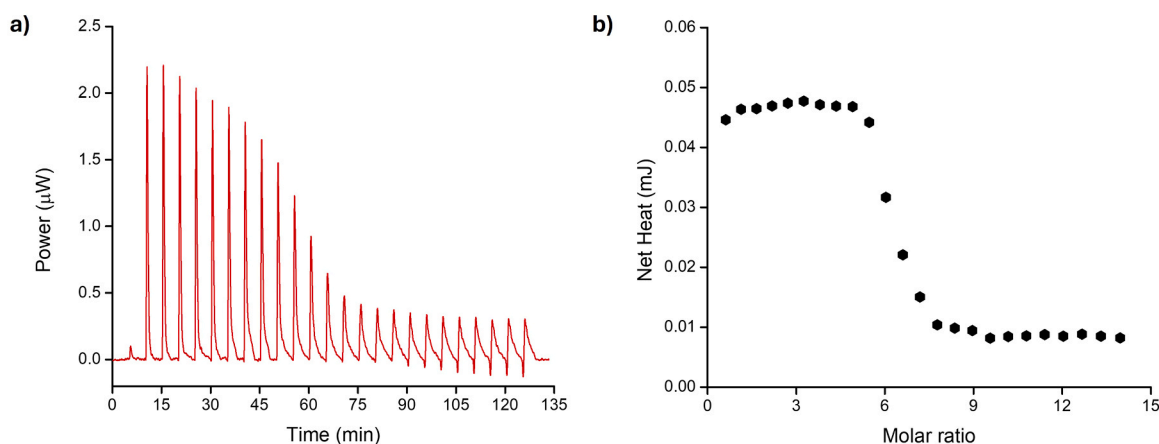 a)
2.5
2.0
1.5
1.0
0.5
0.0
Power (μW)
0 15 30 45 60 75 90 105 120 135
Time (min)
b)
0.06
0.05
0.04
0.03
0.02
0.01
0.00
Net Heat (mJ)
0 3 6 9 12 15
Molar ratio